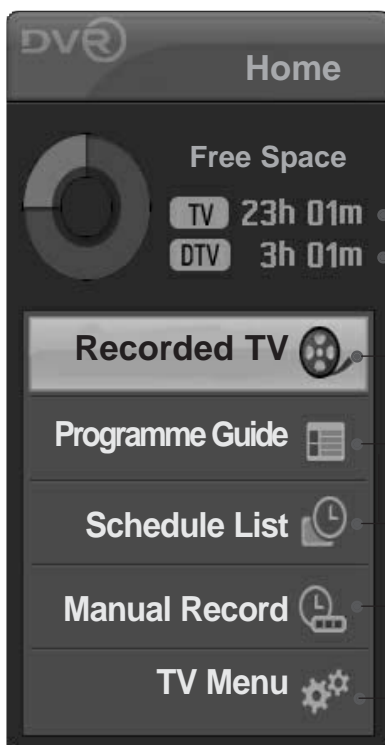 DVR
Home
Free Space
TV 23h 01m
DTV 3h 01m
Recorded TV
Programme Guide
Schedule List
Manual Record
TV Menu